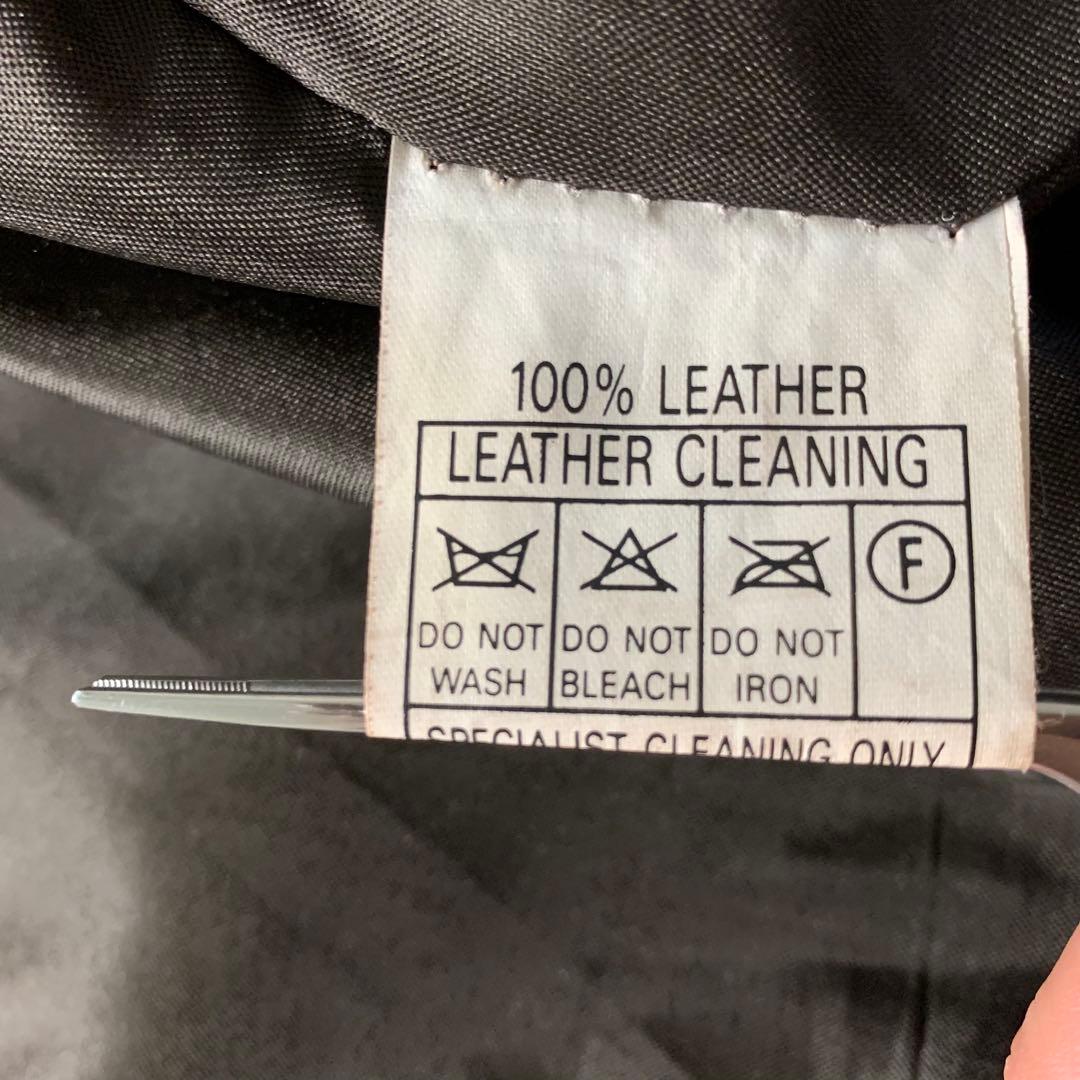 100% LEATHER
LEATHER CLEANING
F
DO NOT WASH
DO NOT BLEACH
DO NOT IRON
SPECIALIST CLEANING ONLY